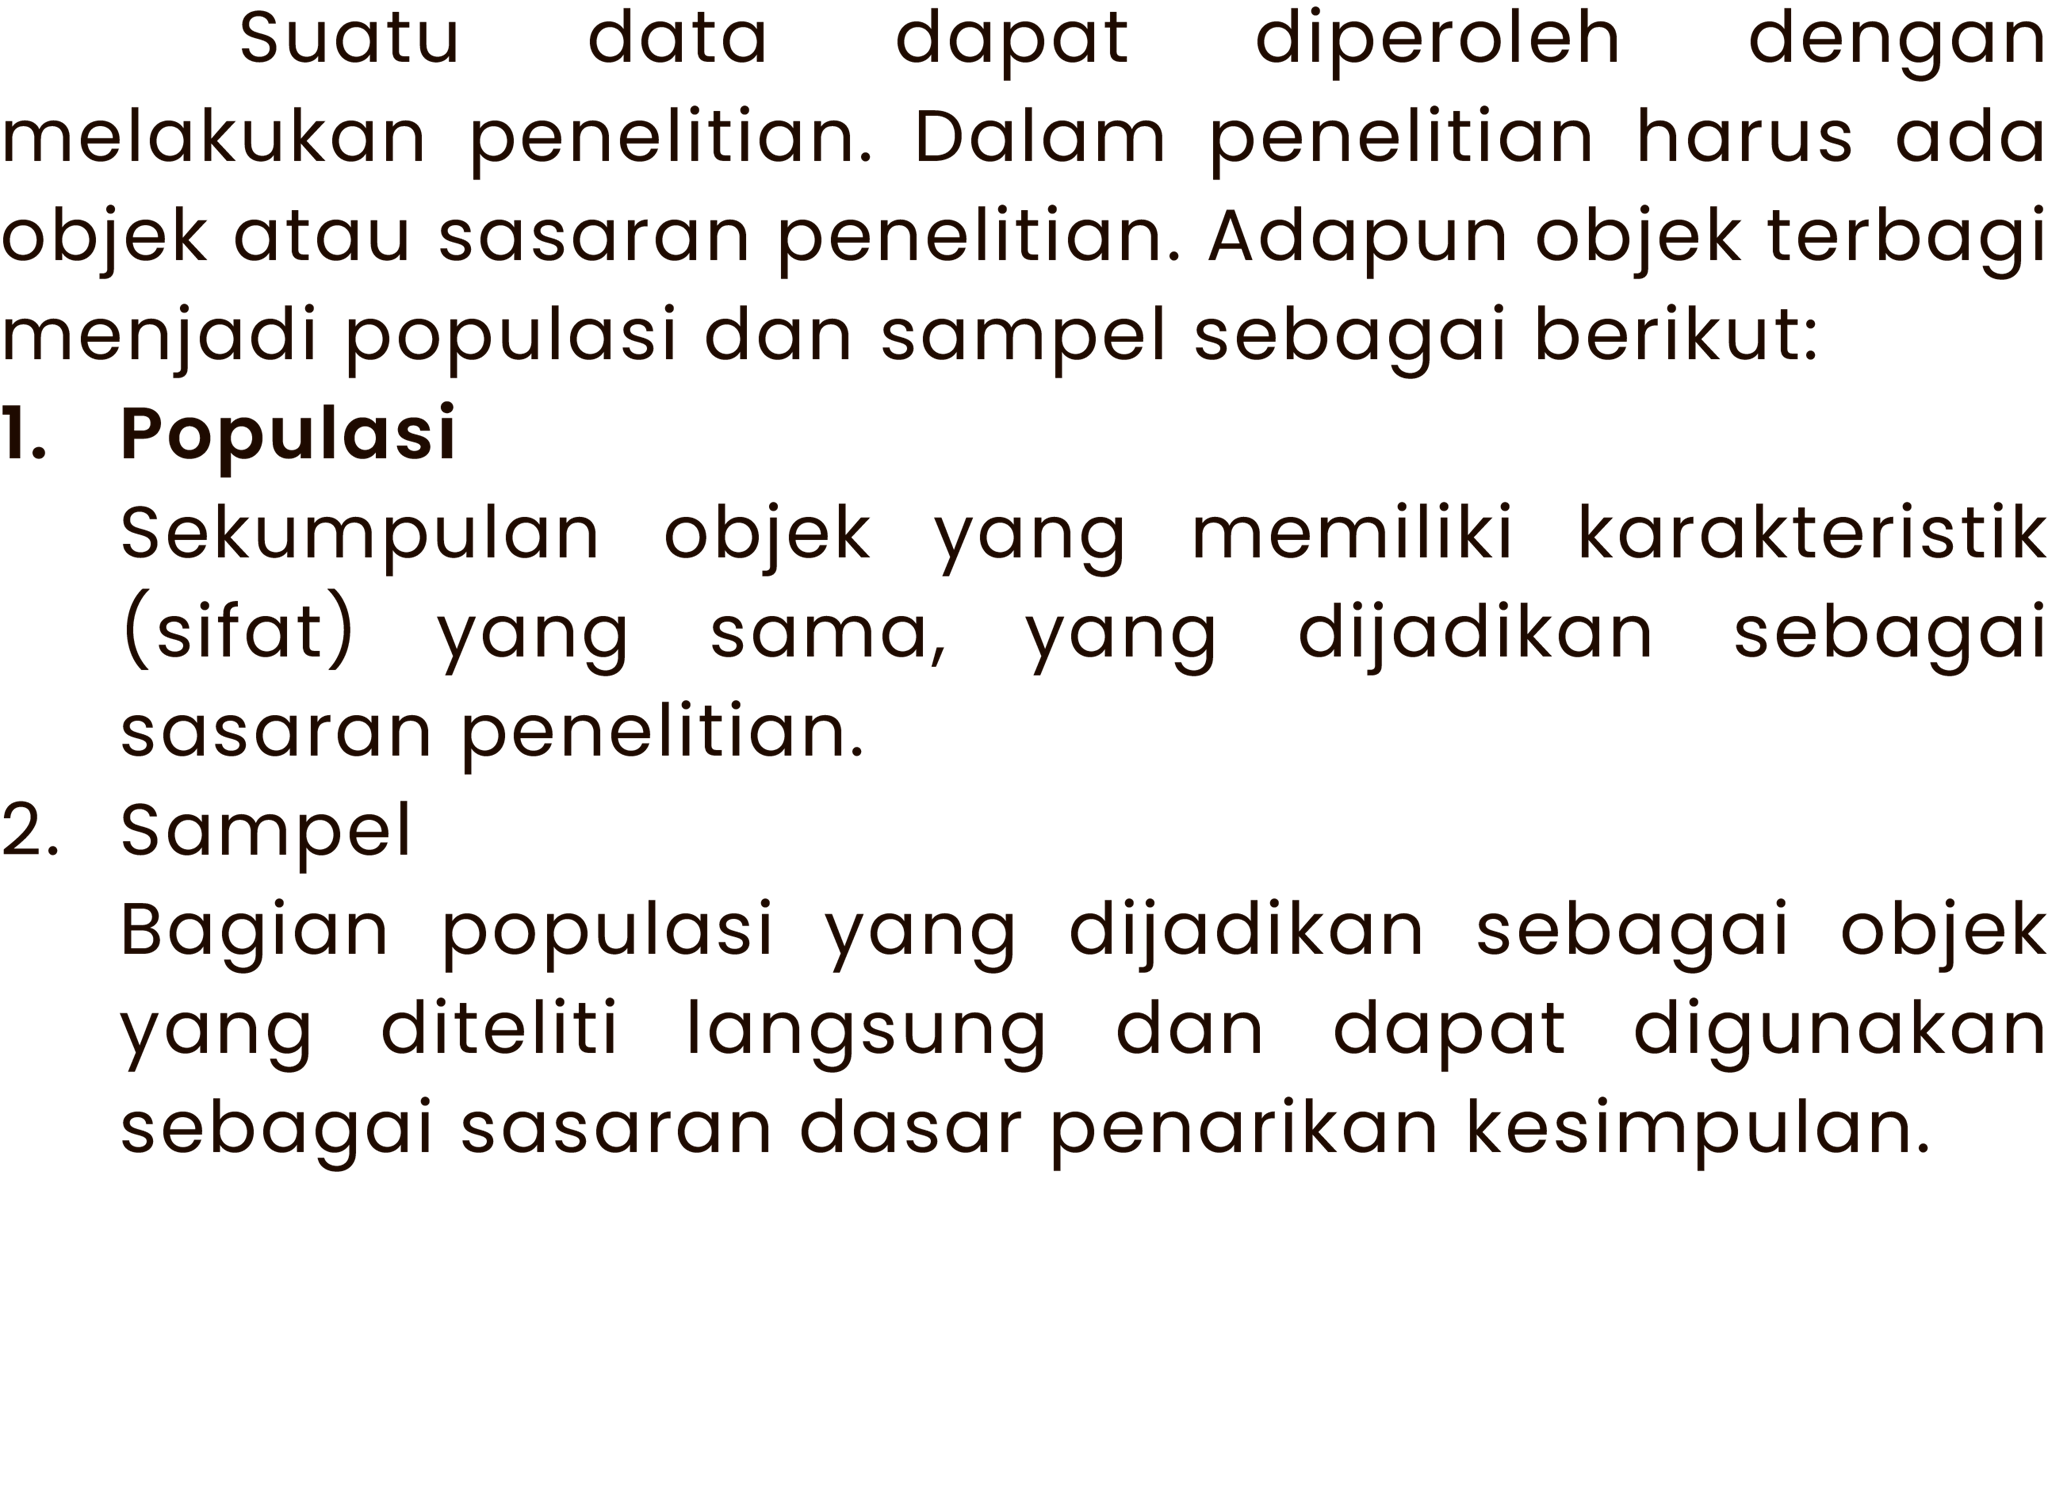 Suatu data dapat diperoleh dengan
melakukan penelitian. Dalam penelitian harus ada
objek atau sasaran penelitian. Adapun objek terbagi
menjadi populasi dan sampel sebagai berikut:
1. Populasi
Sekumpulan objek yang memiliki karakteristik
(sifat) yang sama, yang dijadikan sebagai
sasaran penelitian.
2. Sampel
Bagian populasi yang dijadikan sebagai objek
yang diteliti langsung dan dapat digunakan
sebagai sasaran dasar penarikan kesimpulan.